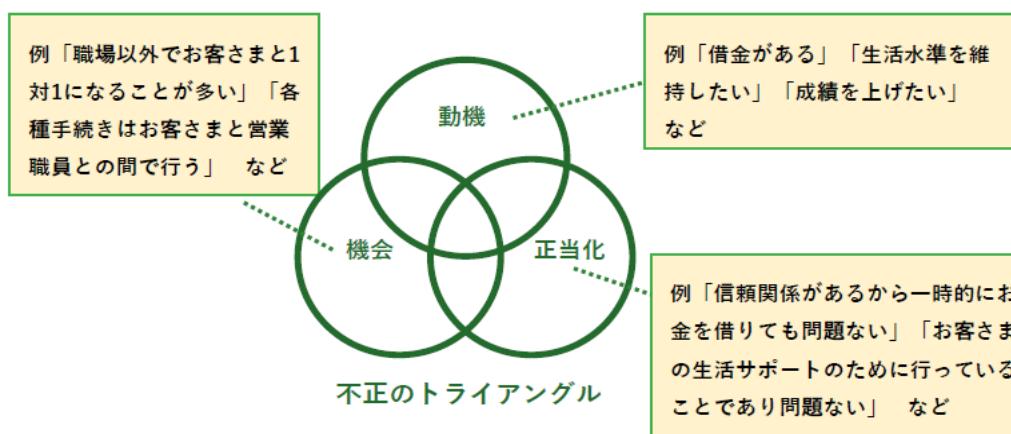 例「職場以外でお客さまと1
対1になることが多い」「各
種手続きはお客さまと営業
職員との間で行う」　など
動機
例「借金がある」「生活水準を維
持したい」「成績を上げたい」
など
機会
正当化
例「信頼関係があるから一時的にお
金を借りても問題ない」「お客さま
の生活サポートのために行っている
ことであり問題ない」　など
不正のトライアングル